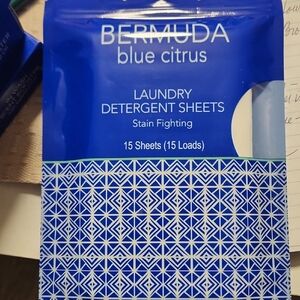 BERMUDA
blue citrus
LAUNDRY
DETERGENT SHEETS
Stain Fighting
15 Sheets (15 Loads)